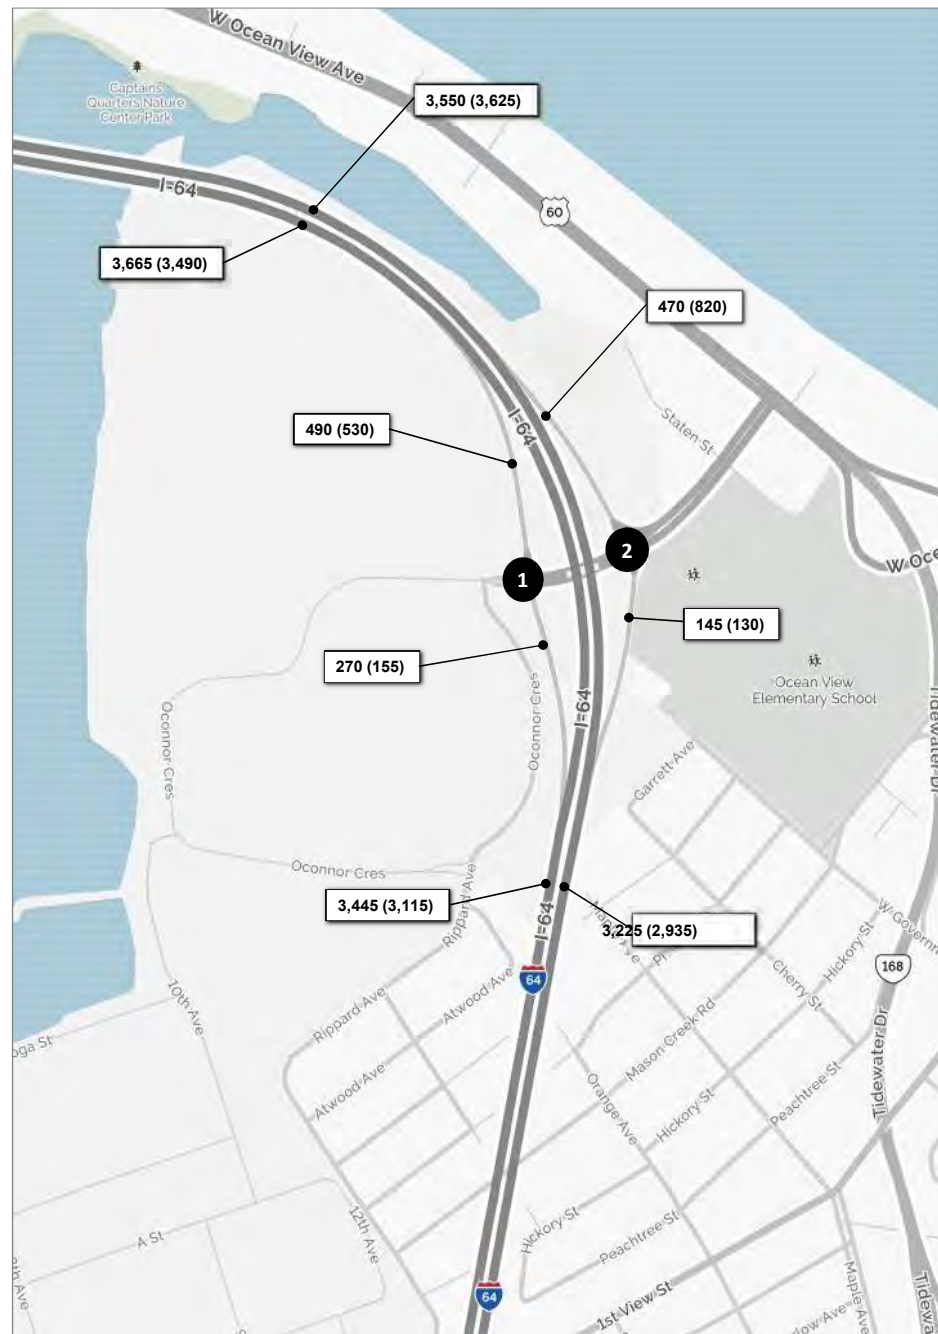 W Ocean View Ave
3,550 (3,625)
Captains
Quarters Nature
Center Park
I-64
60
3,665 (3,490)
470 (820)
I-64
Staten St
490 (530)
2
W Oce
1
145 (130)
270 (155)
Ocean View
Elementary School
Oconnor Cres
Oconnor Cres
I-64
Tidewater Dr
Garrett Ave
Oconnor Cres
Rippard Ave
3,445 (3,115)
I-64
3,225 (2,935)
W Governo
Hickory St
Cherry St
168
64
10th Ave
Rippard Ave
Atwood Ave
Mason Creek Rd
oga St
Atwood Ave
Orange Ave
Hickory St
Peachtree St
Tidewater Dr
12th Ave
A St
Hickory St
Peachtree St
Maple Ave
Tidewa
64
1st View St